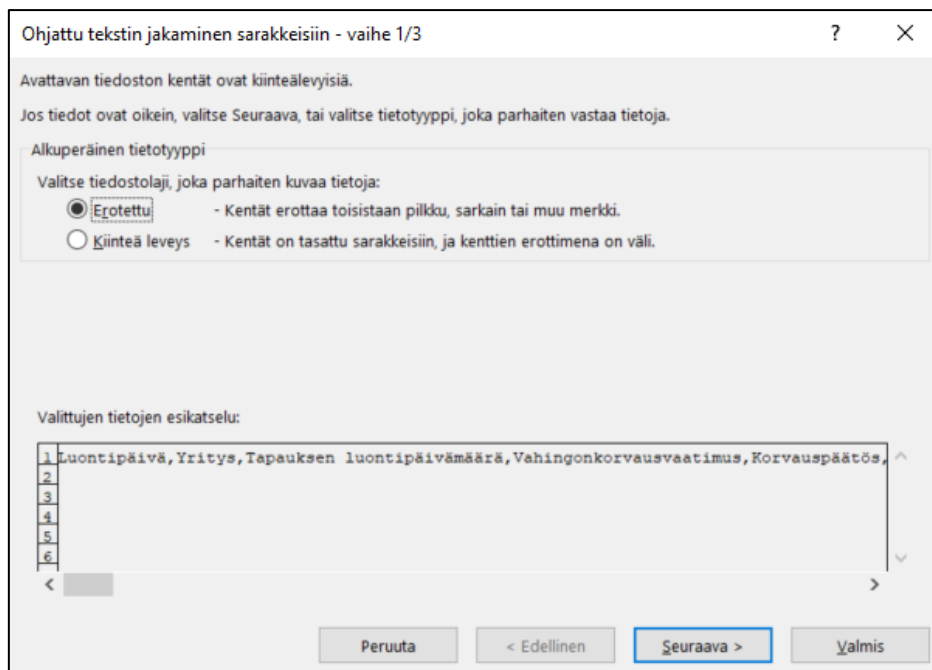 Ohjattu tekstin jakaminen sarakkeisiin - vaihe 1/3 ? ×
Avattavan tiedoston kentät ovat kiinteälevyisiä.
Jos tiedot ovat oikein, valitse Seuraava, tai valitse tietotyyppi, joka parhaiten vastaa tietoja.
Alkuperäinen tietotyyppi
Valitse tiedostolaji, joka parhaiten kuvaa tietoja:
Erotettu - Kentät erottaa toisistaan pilkku, sarkain tai muu merkki.
Kiinteä leveys - Kentät on tasattu sarakkeisiin, ja kenttien erottimena on väli.
Valittujen tietojen esikatselu:
1 Luontipäivä,Yritys,Tapauksen luontipäivämäärä,Vahingonkorvausvaatimus,Korvauspäätös,
2
3
4
5
6
Peruuta < Edellinen Seuraava > Valmis